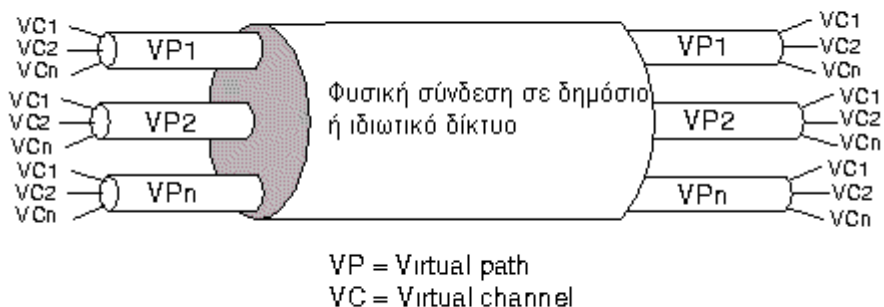 VC1
VC2
VCn
VP1
VC1
VC2
VCn
VP2
VC1
VC2
VCn
VPn
Φυσική σύνδεση σε δημόσιο
ή ιδιωτικό δίκτυο
VP1
VC1
VC2
VCn
VP2
VC1
VC2
VCn
VPn
VC1
VC2
VCn
VP = Virtual path
VC = Virtual channel